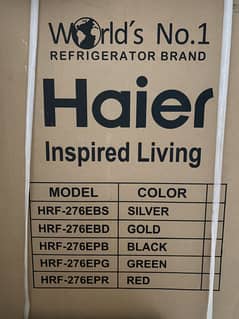 World's No.1
REFRIGERATOR BRAND
Haier
Inspired Living
MODEL COLOR
HRF-276EBS SILVER
HRF-276EBD GOLD
HRF-276EPB BLACK
HRF-276EPG GREEN
HRF-276EPR RED